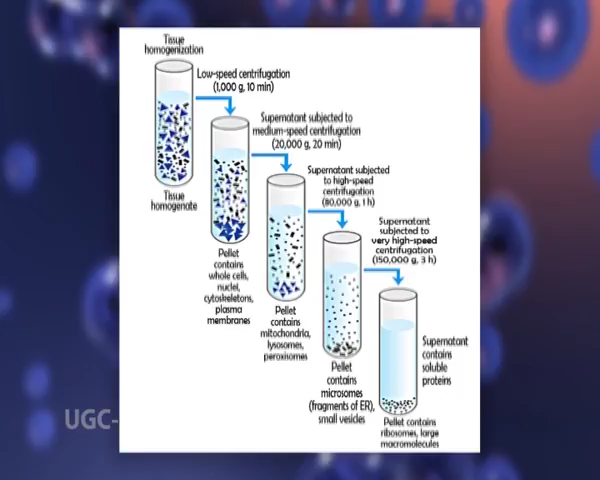 Tissue
homogenization
Low-speed centrifugation
(1,000 g, 10 min)
Supernatant subjected to
medium-speed centrifugation
(20,000 g, 20 min)
Tissue
homogenate
Supernatant subjected
to high-speed
centrifugation
(80,000 g, 1 h)
Supernatant
subjected to
very high-speed
centrifugation
(150,000 g, 3 h)
Pellet
contains
whole cells,
nuclei,
cytoskeletons,
plasma
membranes
Pellet
contains
mitochondria,
lysosomes,
peroxisomes
Pellet
contains
microsomes
(fragments of ER),
small vesicles
Supernatant
contains
soluble
proteins
Pellet contains
ribosomes, large
macromolecules
UGC-